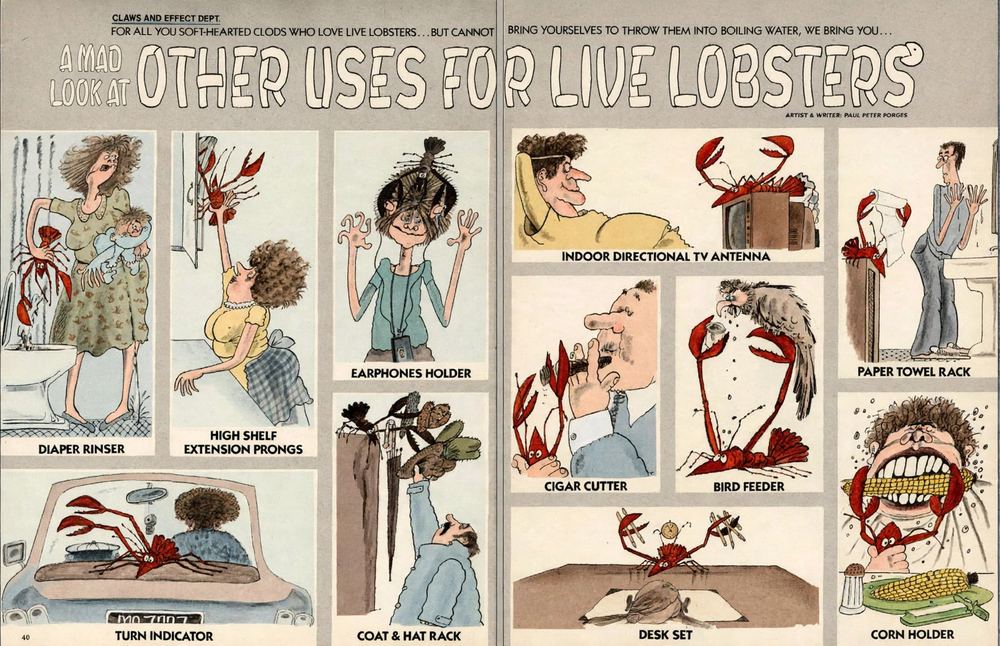 CLAWS AND EFFECT DEPT.
FOR ALL YOU SOFT-HEARTED CLODS WHO LOVE LIVE LOBSTERS...BUT CANNOT BRING YOURSELVES TO THROW THEM INTO BOILING WATER, WE BRING YOU...
A MAD
LOOK AT
OTHER USES FOR LIVE LOBSTERS
ARTIST & WRITER: PAUL PETER PORGES
DIAPER RINSER
HIGH SHELF
EXTENSION PRONGS
EARPHONES HOLDER
INDOOR DIRECTIONAL TV ANTENNA
PAPER TOWEL RACK
CIGAR CUTTER
BIRD FEEDER
TURN INDICATOR
COAT & HAT RACK
DESK SET
CORN HOLDER
40